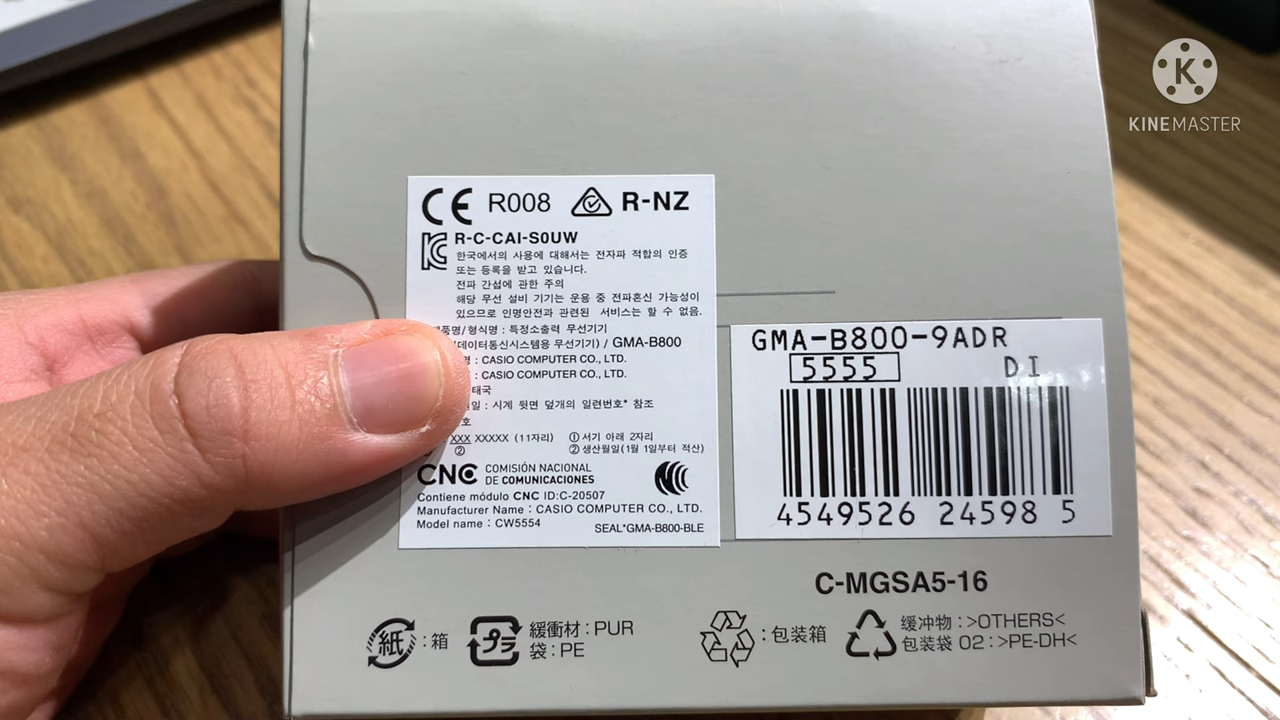 KINEMASTER
CE R008 R-NZ
R-C-CAI-S0UW
한국에서의 사용에 대해서는 전자파 적합의 인증
또는 등록을 받고 있습니다.
전파 간섭에 관한 주의
해당 무선 설비 기기는 운용 중 전파혼신 가능성이
있으므로 인명안전과 관련된 서비스는 할 수 없음.
품명/형식명 : 특정소출력 무선기기
데이터통신시스템용 무선기기) / GMA-B800
명 : CASIO COMPUTER CO., LTD.
: CASIO COMPUTER CO., LTD.
태국
일 : 시계 뒷면 덮개의 일련번호* 참조
호
XXX XXXXX (11자리) ①서기 아래 2자리
② ②생산월일(1월 1일부터 적산)
CNC COMISIÓN NACIONAL
DE COMUNICACIONES
Contiene módulo CNC ID:C-20507
Manufacturer Name : CASIO COMPUTER CO., LTD.
Model name : CW5554
SEAL*GMA-B800-BLE
GMA-B800-9ADR
5555 DI
4549526 24598 5
C-MGSA5-16
紙 : 箱
プラ 緩衝材 : PUR
袋 : PE
: 包装箱
缓冲物 : >OTHERS<
包装袋 02 : >PE-DH<